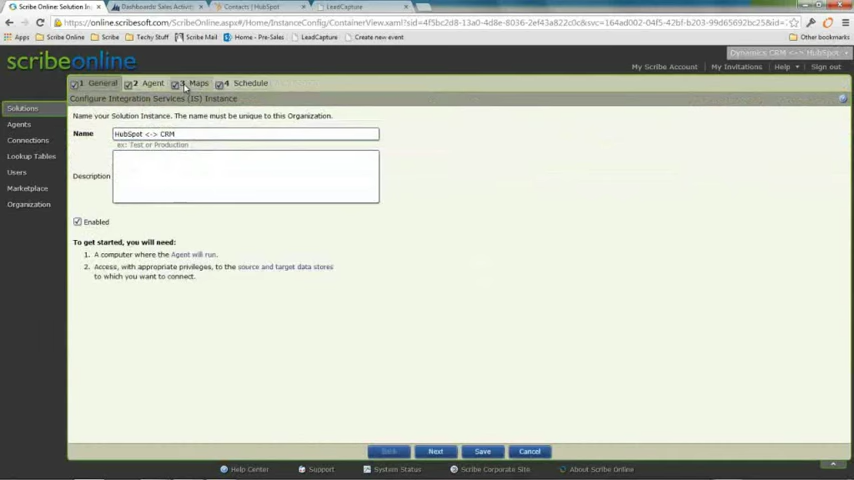 Scribe Online: Solution In
Dashboards: Sales Activit
Contacts | HubSpot
LeadCapture
https://online.scribesoft.com/ScribeOnline.aspx#/Home/InstanceConfig/ContainerView.xaml?
Apps
Scribe Online
Scribe
Techy Stuff
Scribe Mail
Home - Pre-Sales
LeadCapture
Create new event
Other bookmarks
scribeonline
Dynamics CRM <-> HubSpot
My Scribe Account | My Invitations | Help | Sign out
1 General 2 Agent 3 Maps 4 Schedule
Configure Integration Services (IS) Instance
Solutions
Agents
Connections
Lookup Tables
Users
Marketplace
Organization
Name your Solution Instance. The name must be unique to this Organization.
Name HubSpot <-> CRM
ex: Test or Production
Description
Enabled
To get started, you will need:
1. A computer where the Agent will run.
2. Access, with appropriate privileges, to the source and target data stores
to which you want to connect.
Back Next Save Cancel
Help Center Support System Status Scribe Corporate Site About Scribe Online